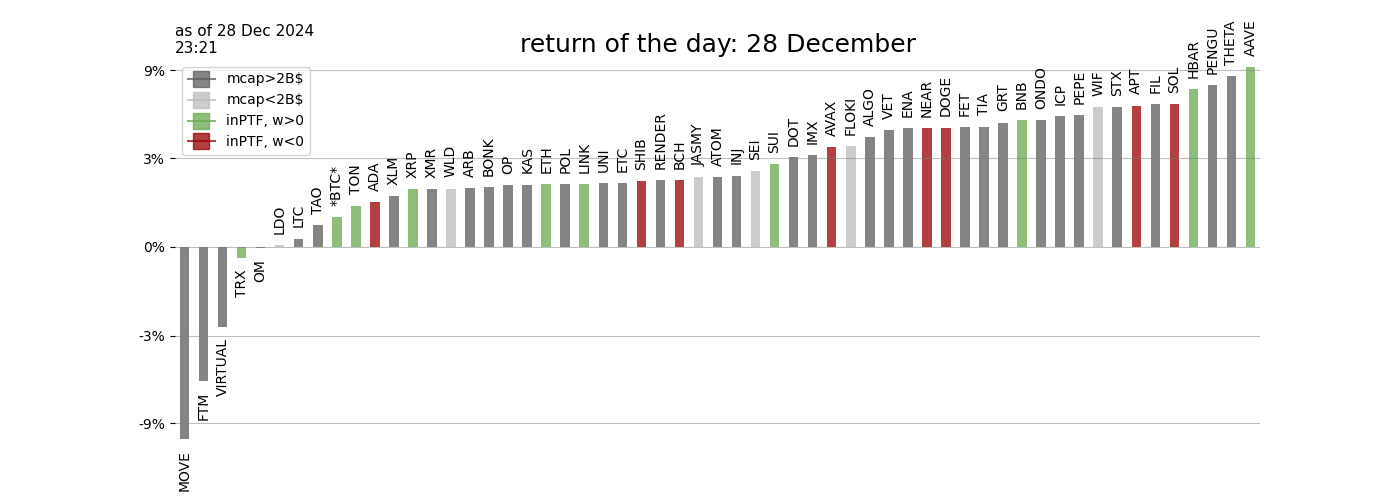 as of 28 Dec 2024
23:21
return of the day: 28 December
mcap>2B$
mcap<2B$
inPTF, w>0
inPTF, w<0
9%
3%
0%
-3%
-9%
MOVE
FTM
VIRTUAL
TRX
OM
LDO
LTC
TAO
*BTC*
TON
ADA
XLM
XRP
XMR
WLD
ARB
BONK
OP
KAS
ETH
POL
LINK
UNI
ETC
SHIB
RENDER
BCH
JASMY
ATOM
INJ
SEI
SUI
DOT
IMX
AVAX
FLOKI
ALGO
VET
ENA
NEAR
DOGE
FET
TIA
GRT
BNB
ONDO
ICP
PEPE
WIF
STX
APT
FIL
SOL
HBAR
PENGU
THETA
AAVE